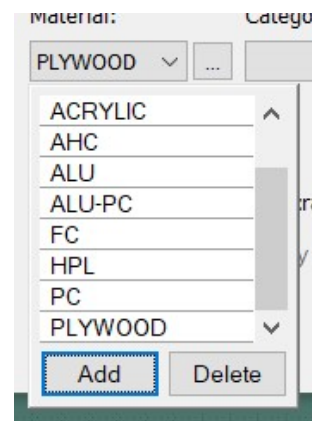 Material:
PLYWOOD ...
ACRYLIC
AHC
ALU
ALU-PC
FC
HPL
PC
PLYWOOD
Add Delete